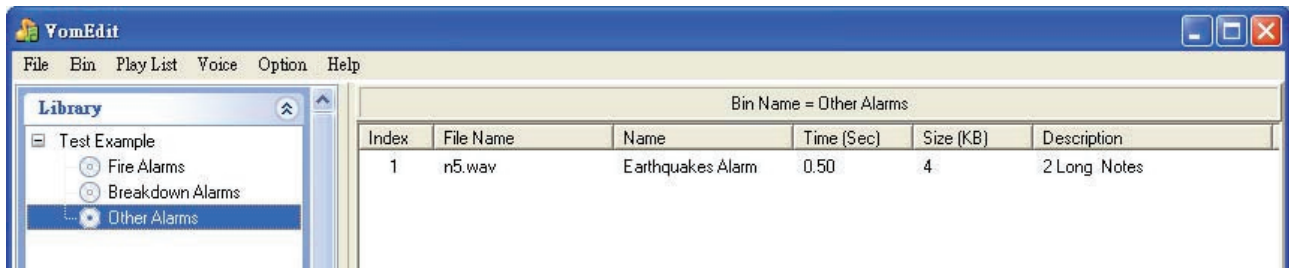 VomEdit
File Bin Play List Voice Option Help
Library
Test Example
Fire Alarms
Breakdown Alarms
Other Alarms
Bin Name = Other Alarms
Index File Name Name Time (Sec) Size (KB) Description
1 n5.wav Earthquakes Alarm 0.50 4 2 Long Notes